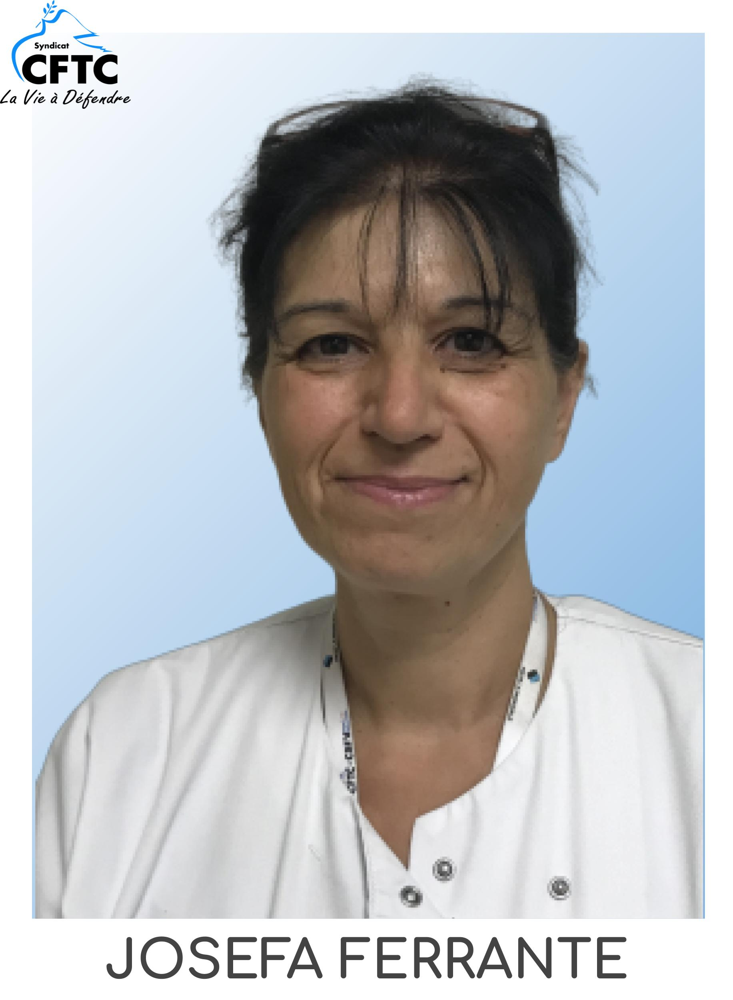 Syndicat
CFTC
La Vie à Défendre
JOSEFA FERRANTE